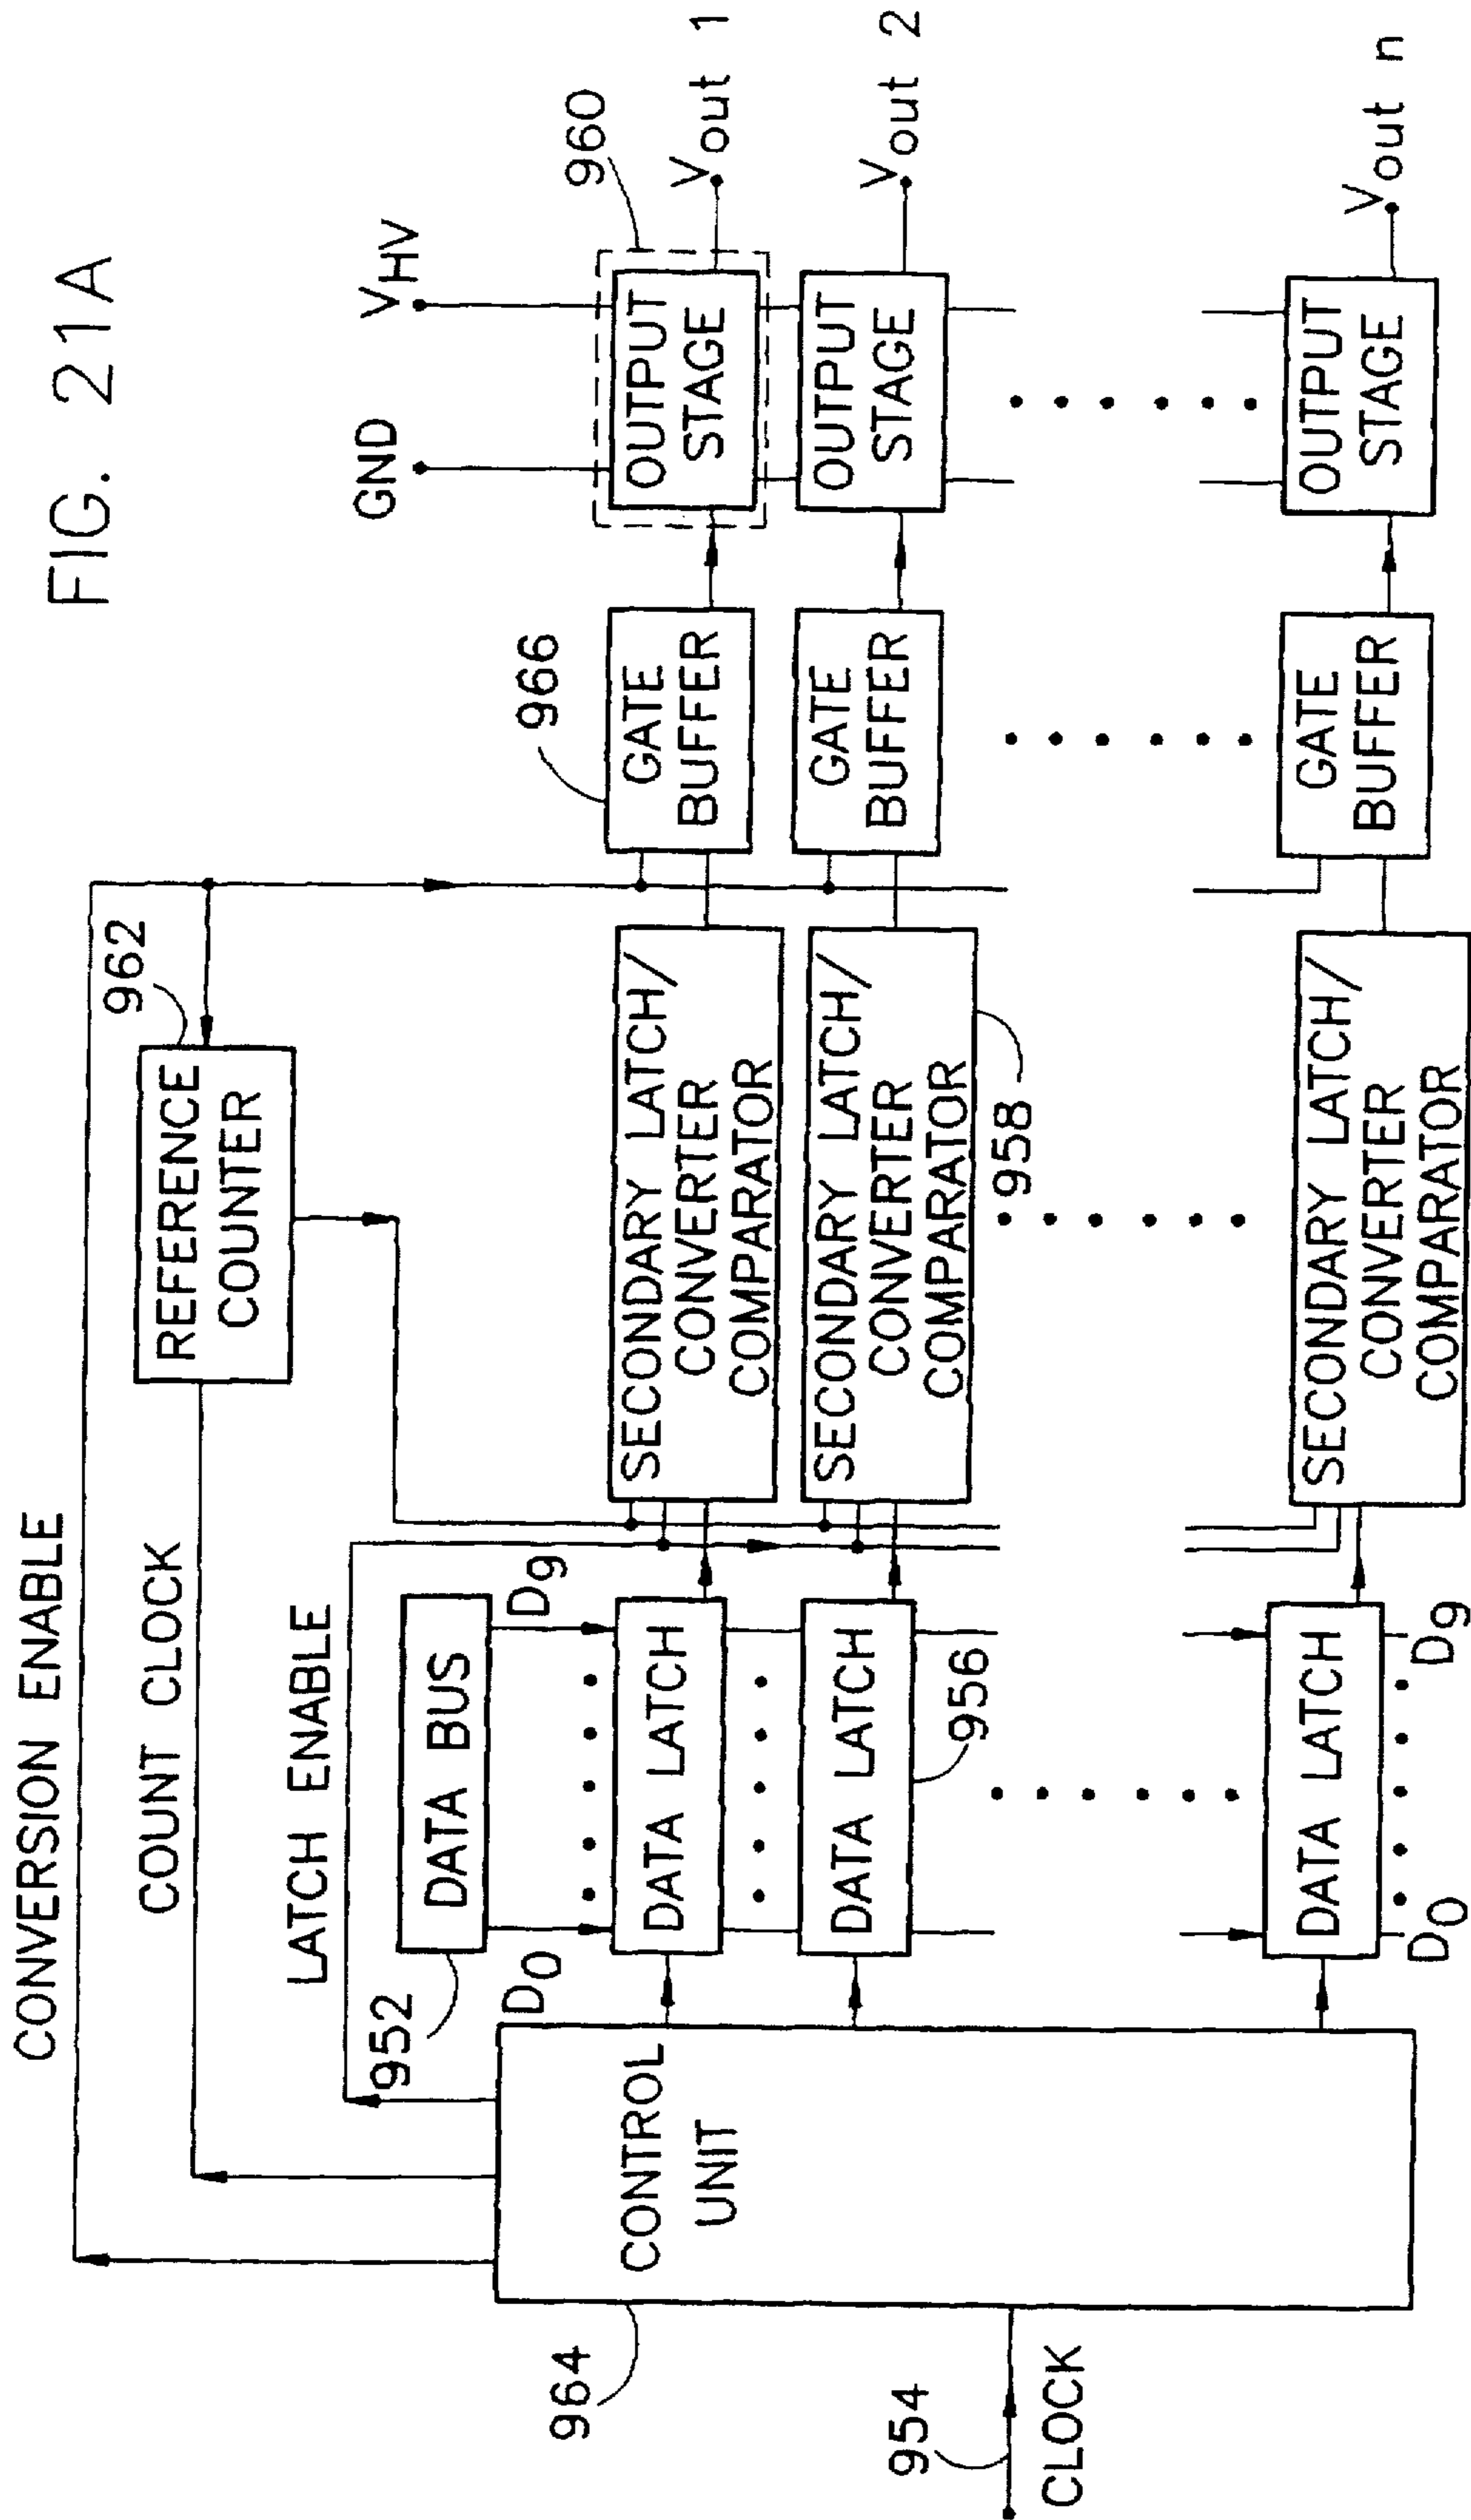 FIG. 21A
CONVERSION ENABLE
COUNT CLOCK
LATCH ENABLE
REFERENCE
COUNTER
962
GND
VHV
952
DATA BUS
D0
D9
966
960
964
CONTROL
UNIT
954
CLOCK
DATA LATCH
SECONDARY LATCH/
CONVERTER
COMPARATOR
GATE
BUFFER
OUTPUT
STAGE
Vout 1
DATA LATCH
SECONDARY LATCH/
CONVERTER
COMPARATOR
GATE
BUFFER
OUTPUT
STAGE
Vout 2
956
958
DATA LATCH
SECONDARY LATCH/
CONVERTER
COMPARATOR
GATE
BUFFER
OUTPUT
STAGE
Vout n
D0
D9